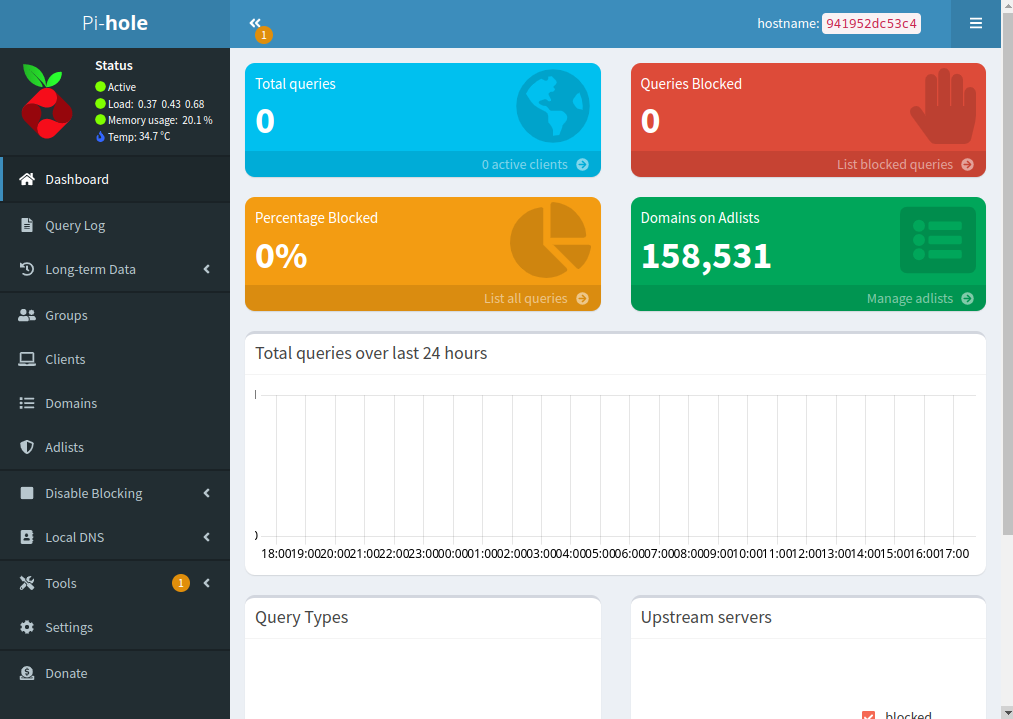 Pi-hole
1
hostname: 941952dc53c4
Status
Active
Load: 0.37 0.43 0.68
Memory usage: 20.1 %
Temp: 34.7 °C
Dashboard
Query Log
Long-term Data
Groups
Clients
Domains
Adlists
Disable Blocking
Local DNS
Tools 1
Settings
Donate
Total queries
0
0 active clients
Queries Blocked
0
List blocked queries
Percentage Blocked
0%
List all queries
Domains on Adlists
158,531
Manage adlists
Total queries over last 24 hours
0
18:00 19:00 20:00 21:00 22:00 23:00 00:00 01:00 02:00 03:00 04:00 05:00 06:00 07:00 08:00 09:00 10:00 11:00 12:00 13:00 14:00 15:00 16:00 17:00
Query Types
Upstream servers
blocked